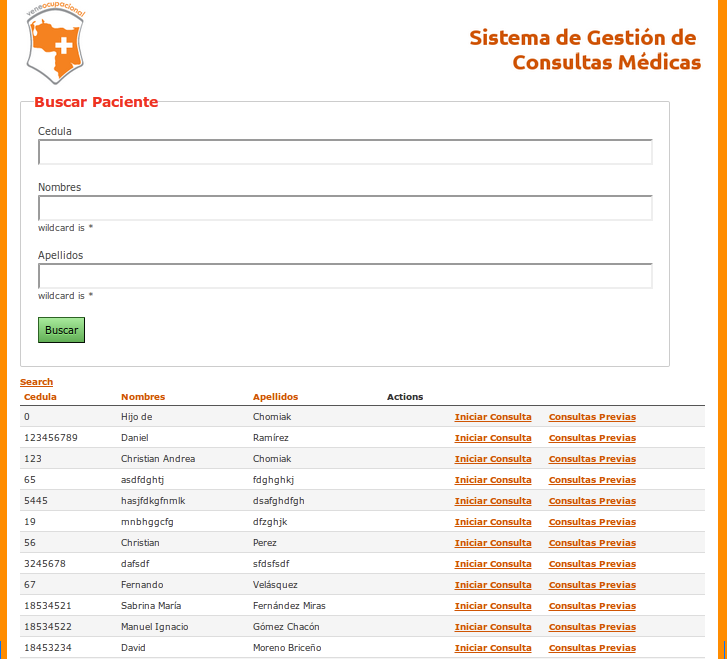 veneocupacional
Sistema de Gestión de
Consultas Médicas
Buscar Paciente
Cedula
Nombres
wildcard is *
Apellidos
wildcard is *
Buscar
Search
Cedula Nombres Apellidos Actions
0 Hijo de Chomiak Iniciar Consulta Consultas Previas
123456789 Daniel Ramírez Iniciar Consulta Consultas Previas
123 Christian Andrea Chomiak Iniciar Consulta Consultas Previas
65 asdfdghtj fdghghkj Iniciar Consulta Consultas Previas
5445 hasjfdkgfnmlk dsafghdfgh Iniciar Consulta Consultas Previas
19 mnbhggcfg dfzghjk Iniciar Consulta Consultas Previas
56 Christian Perez Iniciar Consulta Consultas Previas
3245678 dafsdf sfdsfsdf Iniciar Consulta Consultas Previas
67 Fernando Velásquez Iniciar Consulta Consultas Previas
18534521 Sabrina María Fernández Miras Iniciar Consulta Consultas Previas
18534522 Manuel Ignacio Gómez Chacón Iniciar Consulta Consultas Previas
18453234 David Moreno Briceño Iniciar Consulta Consultas Previas